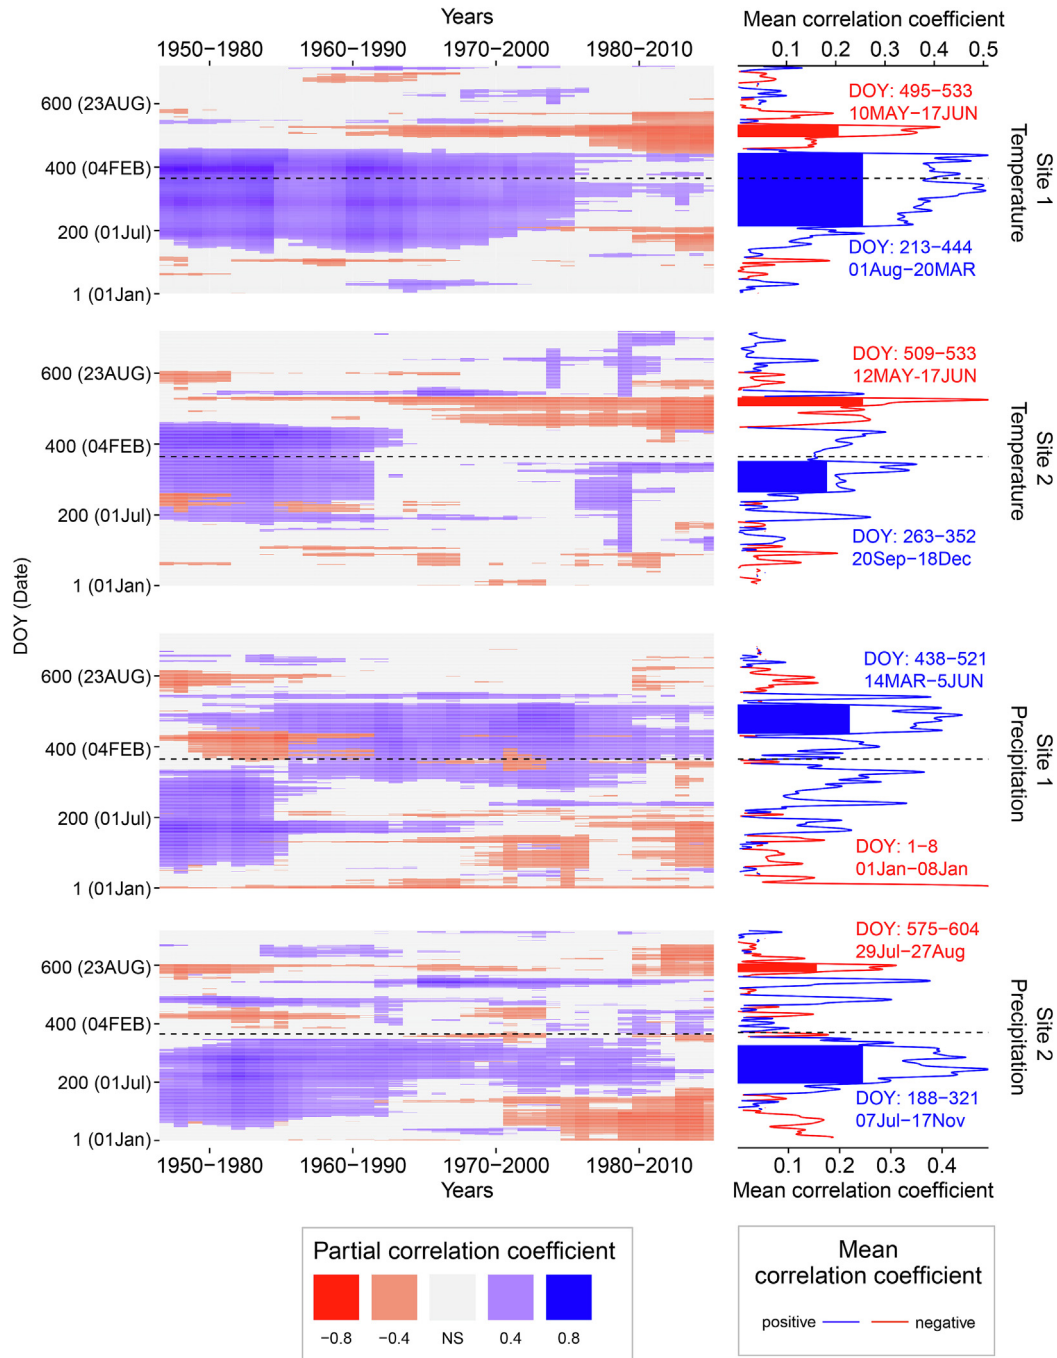 Years
1950−1980 1960−1990 1970−2000 1980−2010
Mean correlation coefficient
0.1 0.2 0.3 0.4 0.5
DOY (Date)
600 (23AUG)
400 (04FEB)
200 (01Jul)
1 (01Jan)
DOY: 495−533
10MAY−17JUN
DOY: 213−444
01Aug−20MAR
Site 1
Temperature
600 (23AUG)
400 (04FEB)
200 (01Jul)
1 (01Jan)
DOY: 509−533
12MAY-17JUN
DOY: 263−352
20Sep−18Dec
Site 2
Temperature
600 (23AUG)
400 (04FEB)
200 (01Jul)
1 (01Jan)
DOY: 438−521
14MAR−5JUN
DOY: 1−8
01Jan−08Jan
Site 1
Precipitation
600 (23AUG)
400 (04FEB)
200 (01Jul)
1 (01Jan)
DOY: 575−604
29Jul−27Aug
DOY: 188−321
07Jul−17Nov
Site 2
Precipitation
1950−1980 1960−1990 1970−2000 1980−2010
Years
0.1 0.2 0.3 0.4
Mean correlation coefficient
Partial correlation coefficient
−0.8 −0.4 NS 0.4 0.8
Mean
correlation coefficient
positive negative